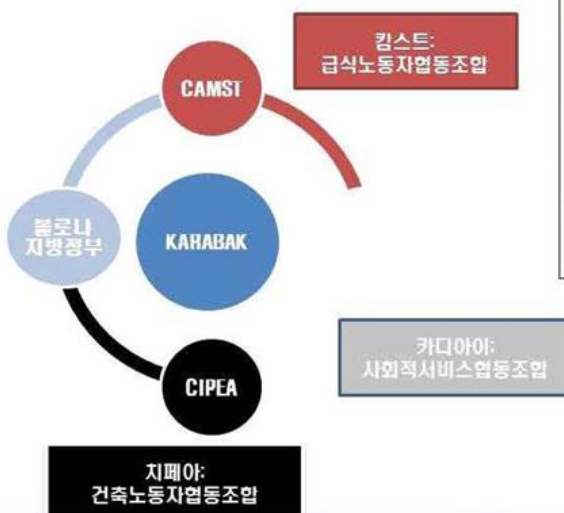 캄스트:
급식노동자협동조합
CAMST
볼로냐
지방정부
KARABAK
카디아이:
사회적서비스협동조합
CIPEA
치페아:
건축노동자협동조합